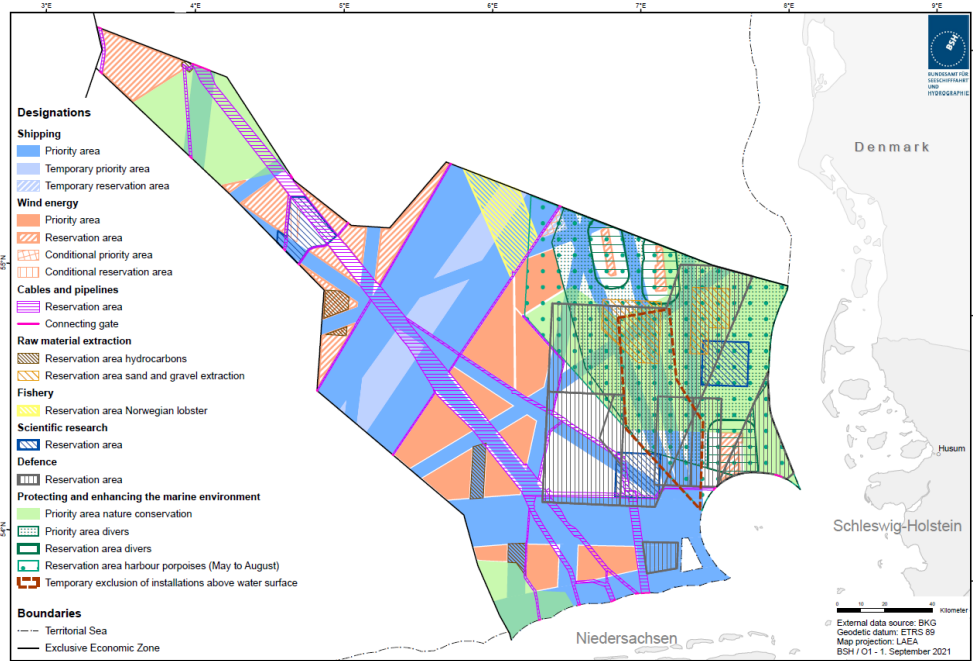 3°E 4°E 5°E 6°E 7°E 8°E 9°E
BSH
BUNDESAMT FÜR
SEESCHIFFFAHRT
UND
HYDROGRAPHIE
Denmark
Designations
Shipping
Priority area
Temporary priority area
Temporary reservation area
Wind energy
Priority area
Reservation area
Conditional priority area
Conditional reservation area
Cables and pipelines
Reservation area
Connecting gate
Raw material extraction
Reservation area hydrocarbons
Reservation area sand and gravel extraction
Fishery
Reservation area Norwegian lobster
Scientific research
Reservation area
Defence
Reservation area
Protecting and enhancing the marine environment
Priority area nature conservation
Priority area divers
Reservation area divers
Reservation area harbour porpoises (May to August)
Temporary exclusion of installations above water surface
Boundaries
Territorial Sea
Exclusive Economic Zone
55°N
54°N
Husum
Schleswig-Holstein
Niedersachsen
0 10 20 40
Kilometer
External data source: BKG
Geodetic datum: ETRS 89
Map projection: LAEA
BSH / O1 - 1. September 2021